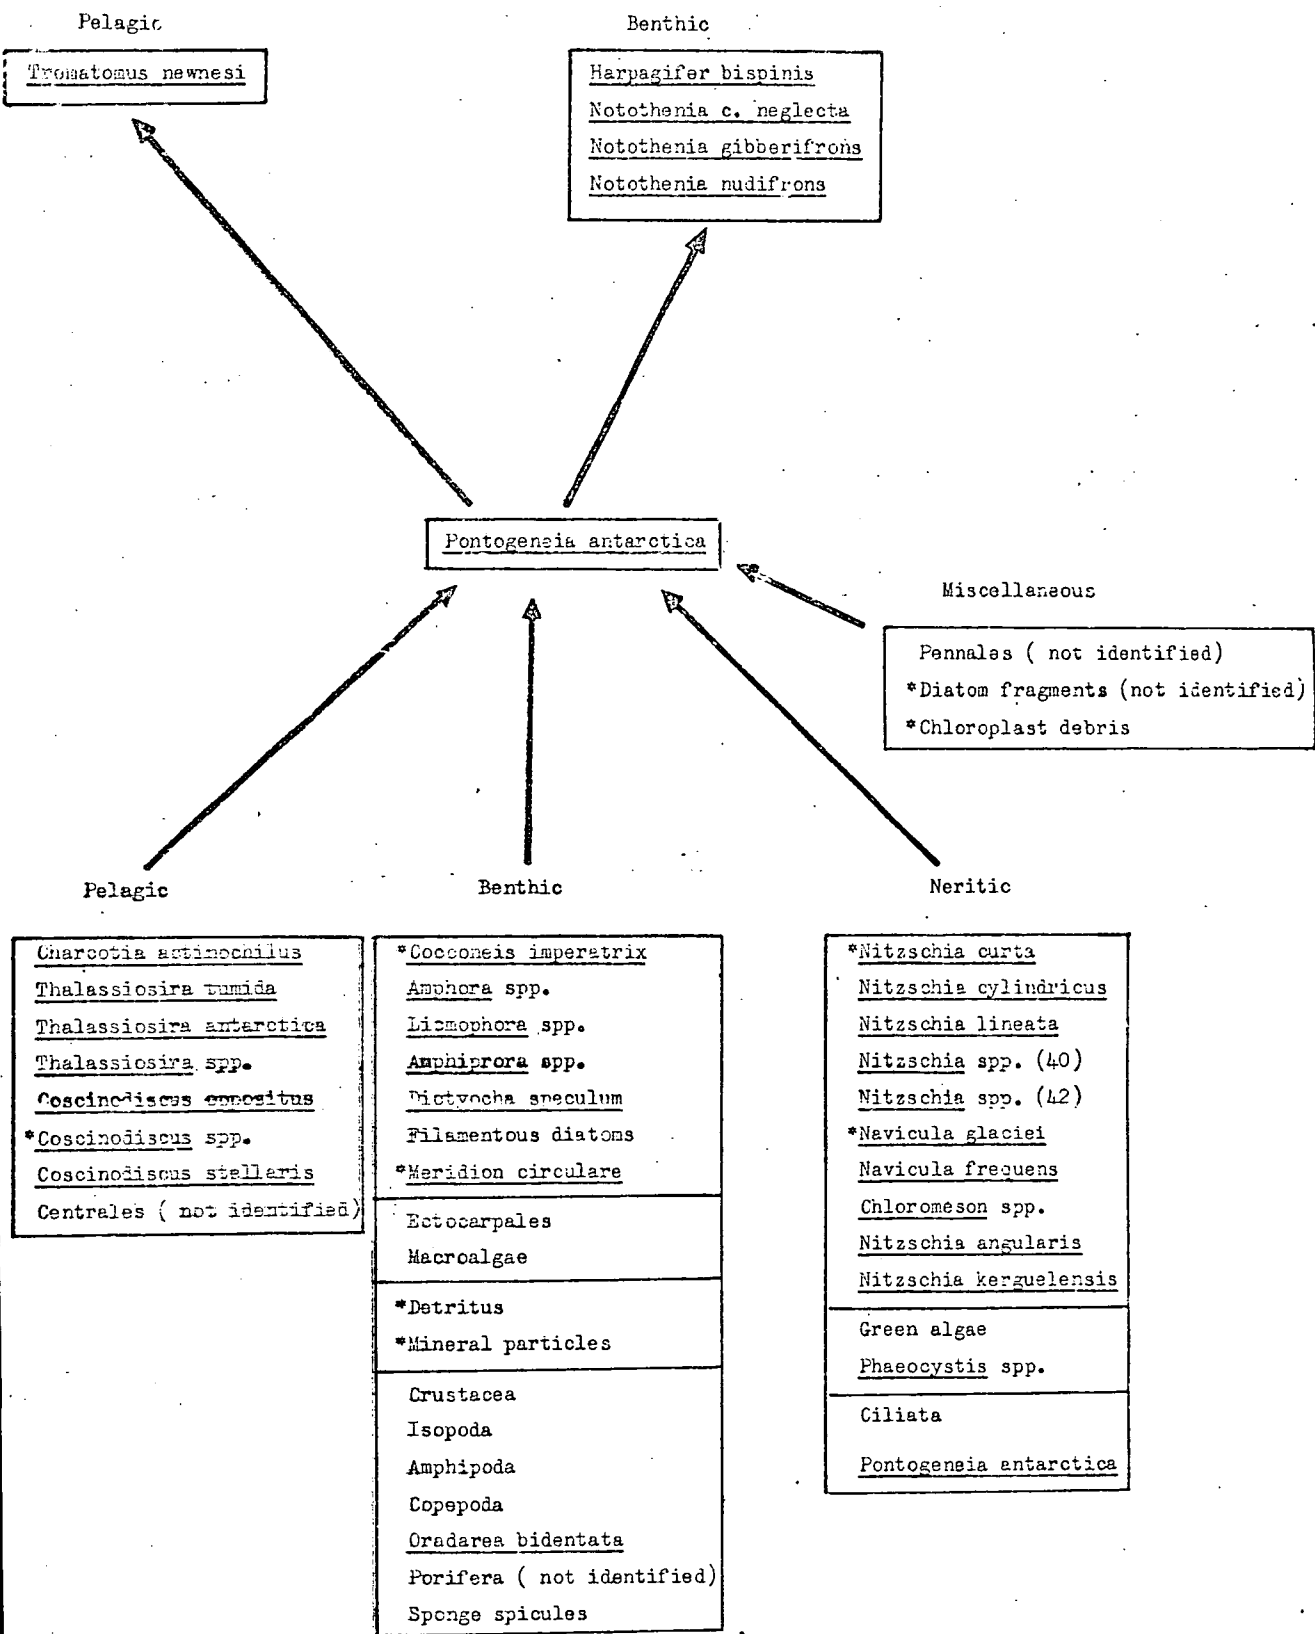 Pelagic
Tromatomus newnesi
Benthic
Harpagifer bispinis
Notothenia c. neglecta
Notothenia gibberifrons
Notothenia nudifrons
Pontogeneia antarctica
Miscellaneous
Pennales ( not identified)
*Diatom fragments (not identified)
*Chloroplast debris
Pelagic
Charcotia actinochilus
Thalassiosira tumida
Thalassiosira antarctica
Thalassiosira spp.
Coscinodiscus oppositus
*Coscinodiscus spp.
Coscinodiscus stellaris
Centrales ( not identified)
Benthic
*Cocconeis imperatrix
Amphora spp.
Licmophora spp.
Amphiprora spp.
Dictyocha speculum
Filamentous diatoms
*Meridion circulare
Ectocarpales
Macroalgae
*Detritus
*Mineral particles
Crustacea
Isopoda
Amphipoda
Copepoda
Oradarea bidentata
Porifera ( not identified)
Sponge spicules
Neritic
*Nitzschia curta
Nitzschia cylindricus
Nitzschia lineata
Nitzschia spp. (40)
Nitzschia spp. (42)
*Navicula glaciei
Navicula frequens
Chloromeson spp.
Nitzschia angularis
Nitzschia kerguelensis
Green algae
Phaeocystis spp.
Ciliata
Pontogeneia antarctica